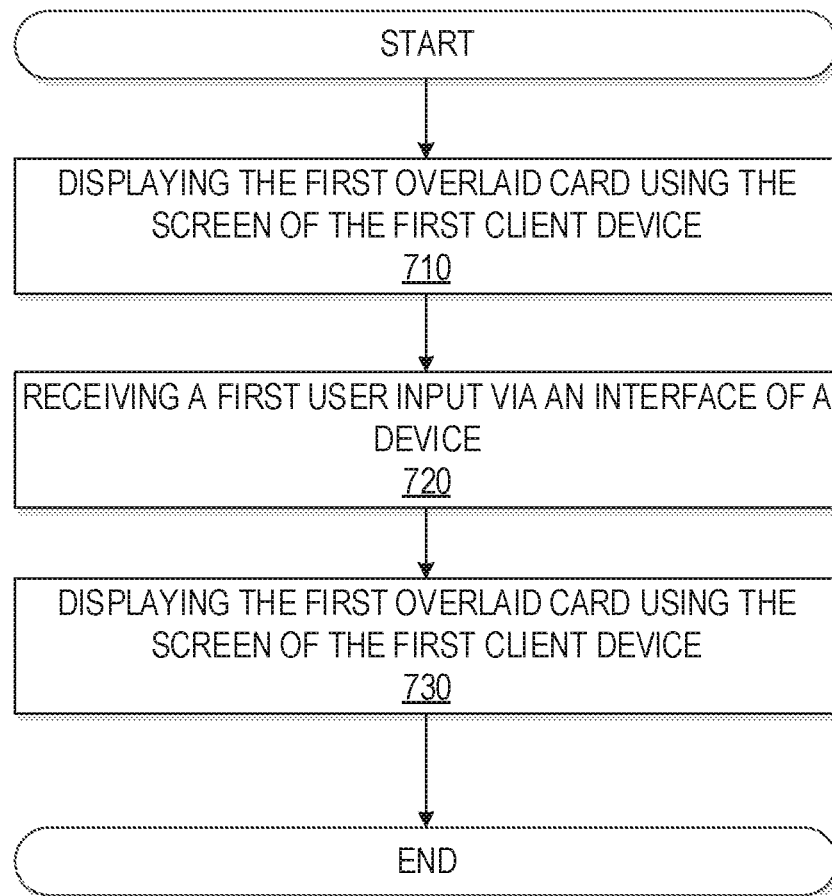 START
DISPLAYING THE FIRST OVERLAID CARD USING THE
SCREEN OF THE FIRST CLIENT DEVICE
710
RECEIVING A FIRST USER INPUT VIA AN INTERFACE OF A
DEVICE
720
DISPLAYING THE FIRST OVERLAID CARD USING THE
SCREEN OF THE FIRST CLIENT DEVICE
730
END